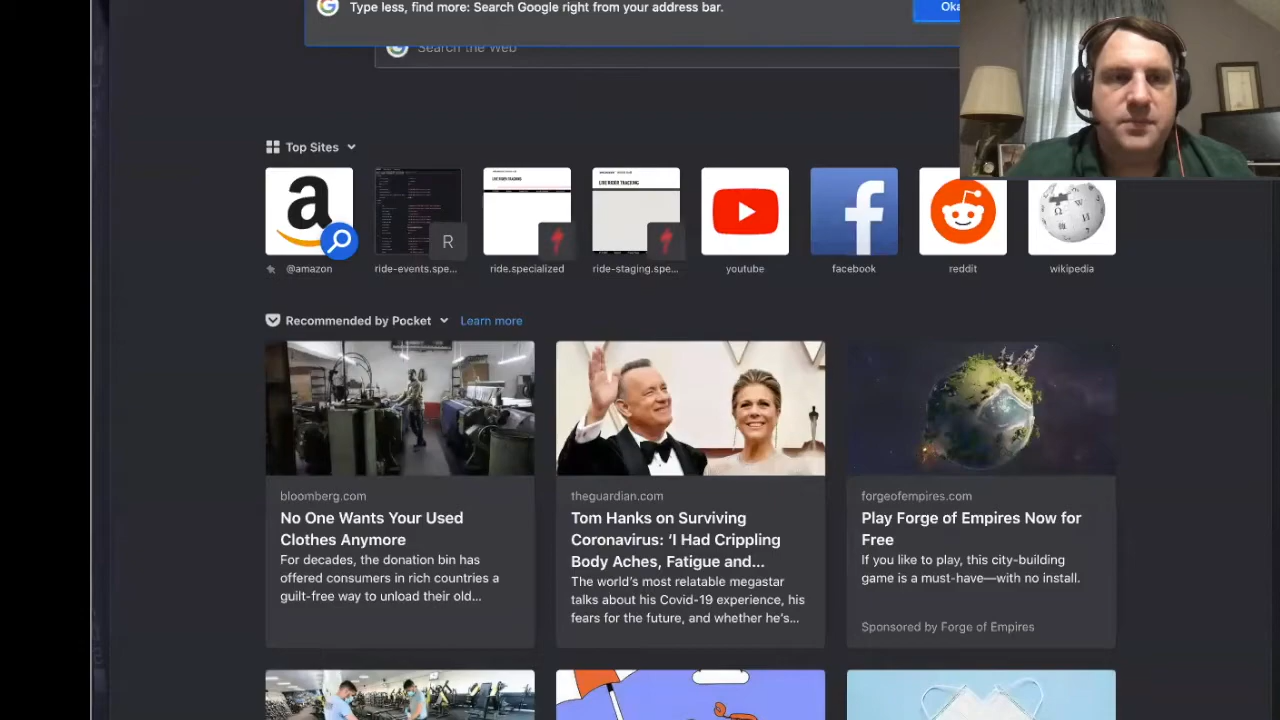 Type less, find more: Search Google right from your address bar.
Oka
Search the Web
Top Sites
R
@amazon
ride-events.spe...
ride.specialized
ride-staging.spe...
youtube
facebook
reddit
wikipedia
Recommended by Pocket
Learn more
bloomberg.com
No One Wants Your Used
Clothes Anymore
For decades, the donation bin has
offered consumers in rich countries a
guilt-free way to unload their old...
theguardian.com
Tom Hanks on Surviving
Coronavirus: ‘I Had Crippling
Body Aches, Fatigue and...
The world’s most relatable megastar
talks about his Covid-19 experience, his
fears for the future, and whether he’s...
forgeofempires.com
Play Forge of Empires Now for
Free
If you like to play, this city-building
game is a must-have—with no install.
Sponsored by Forge of Empires